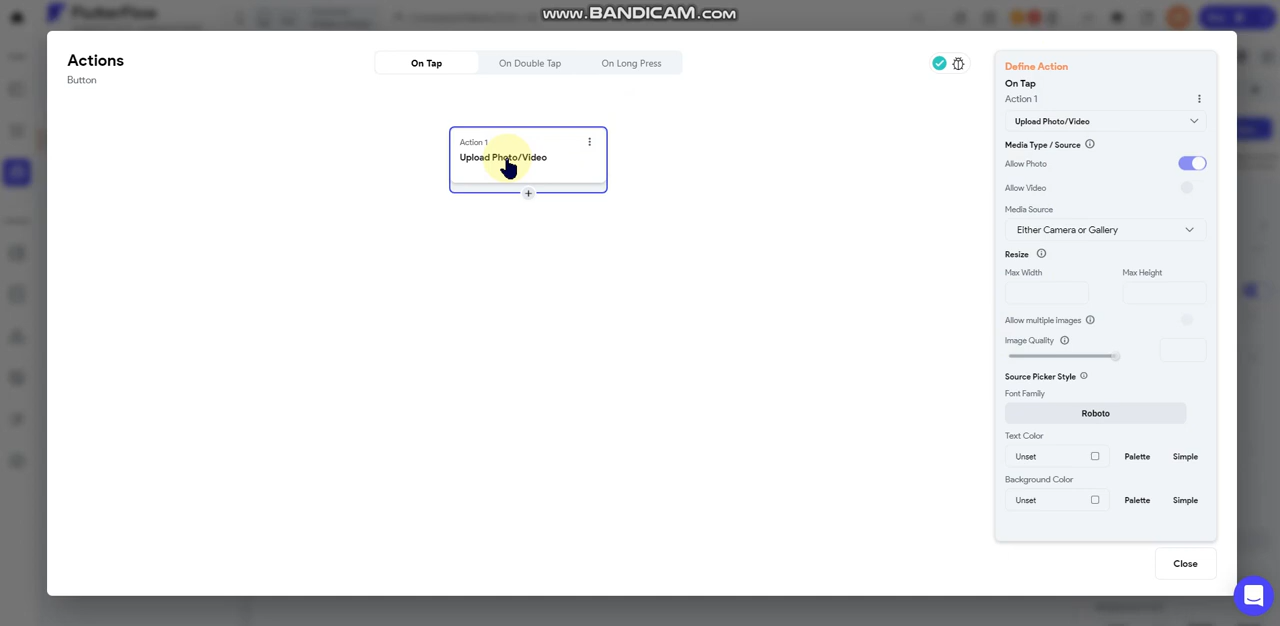 www.BANDICAM.com
FlutterFlow
Actions
Button
On Tap
On Double Tap
On Long Press
Action 1
Upload Photo/Video
Define Action
On Tap
Action 1
Upload Photo/Video
Media Type / Source
Allow Photo
Allow Video
Media Source
Either Camera or Gallery
Resize
Max Width
Max Height
Allow multiple images
Image Quality
Source Picker Style
Font Family
Roboto
Text Color
Unset
Palette
Simple
Background Color
Unset
Palette
Simple
Close